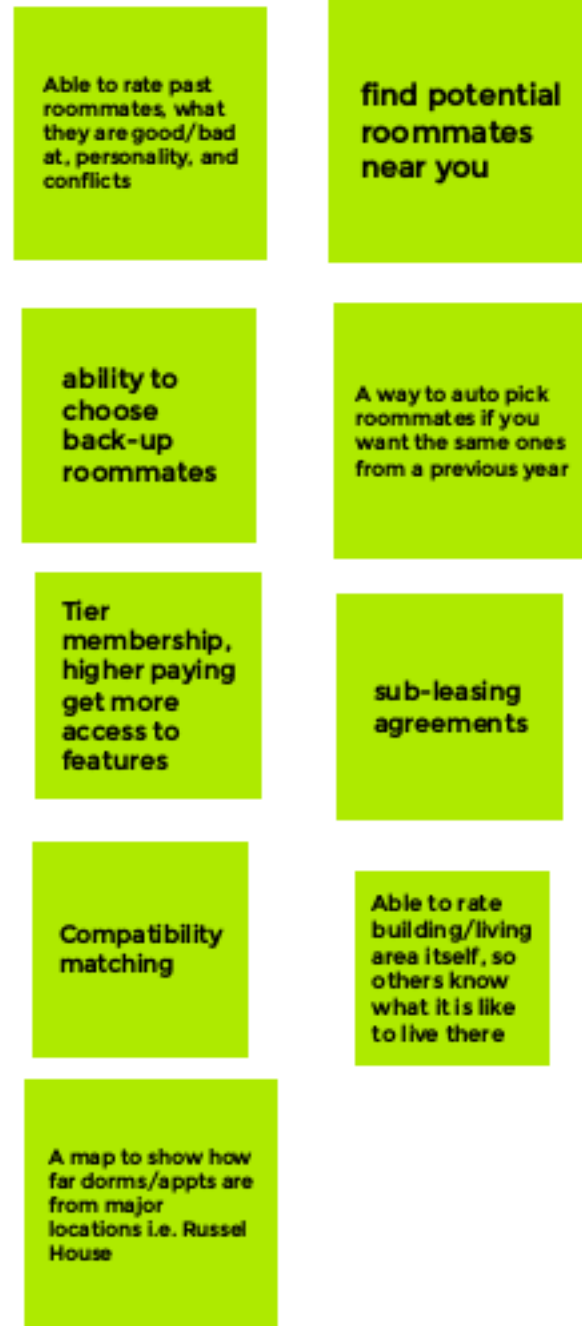 Able to rate past
roommates, what
they are good/bad
at, personality, and
conflicts
find potential
roommates
near you
ability to
choose
back-up
roommates
A way to auto pick
roommates if you
want the same ones
from a previous year
Tier
membership,
higher paying
get more
access to
features
sub-leasing
agreements
Compatibility
matching
Able to rate
building/living
area itself, so
others know
what it is like
to live there
A map to show how
far dorms/appts are
from major
locations i.e. Russel
House